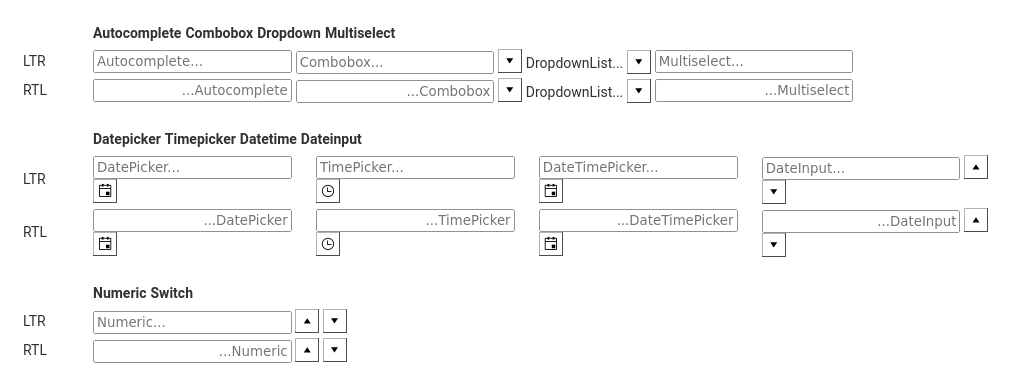 Autocomplete Combobox Dropdown Multiselect
LTR Autocomplete... Combobox... DropdownList... Multiselect...
RTL ...Autocomplete ...Combobox DropdownList... ...Multiselect
Datepicker Timepicker Datetime Dateinput
LTR DatePicker... TimePicker... DateTimePicker... DateInput...
RTL ...DatePicker ...TimePicker ...DateTimePicker ...DateInput
Numeric Switch
LTR Numeric...
RTL ...Numeric